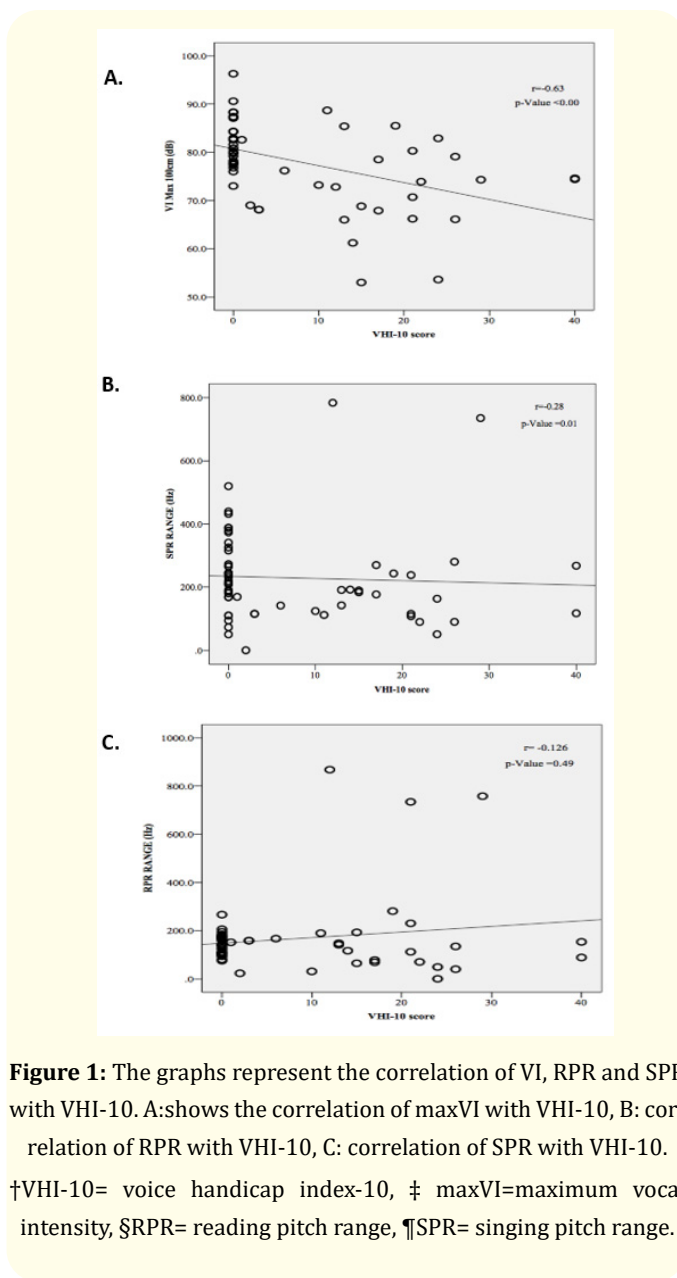 A.
100.0
90.0
80.0
70.0
60.0
50.0
VI Max 100cm (dB)
r=-0.63
p-Value <0.00
0 10 20 30 40
VHI-10 score
B.
800.0
600.0
400.0
200.0
.0
SPR RANGE (Hz)
r=-0.28
p-Value =0.01
0 10 20 30 40
VHI-10 score
C.
1000.0
800.0
600.0
400.0
200.0
.0
RPR RANGE (Hz)
r= -0.126
p-Value =0.49
0 10 20 30 40
VHI-10 score
Figure 1: The graphs represent the correlation of VI, RPR and SPR
with VHI-10. A:shows the correlation of maxVI with VHI-10, B: cor
relation of RPR with VHI-10, C: correlation of SPR with VHI-10.
†VHI-10= voice handicap index-10, ‡ maxVI=maximum voca
intensity, §RPR= reading pitch range, ¶SPR= singing pitch range.